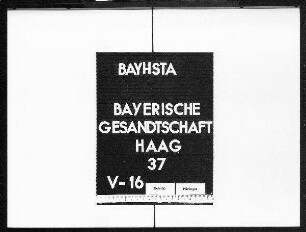 BAYHSTA
BAYERISCHE
GESANDTSCHAFT
HAAG
37
V-16